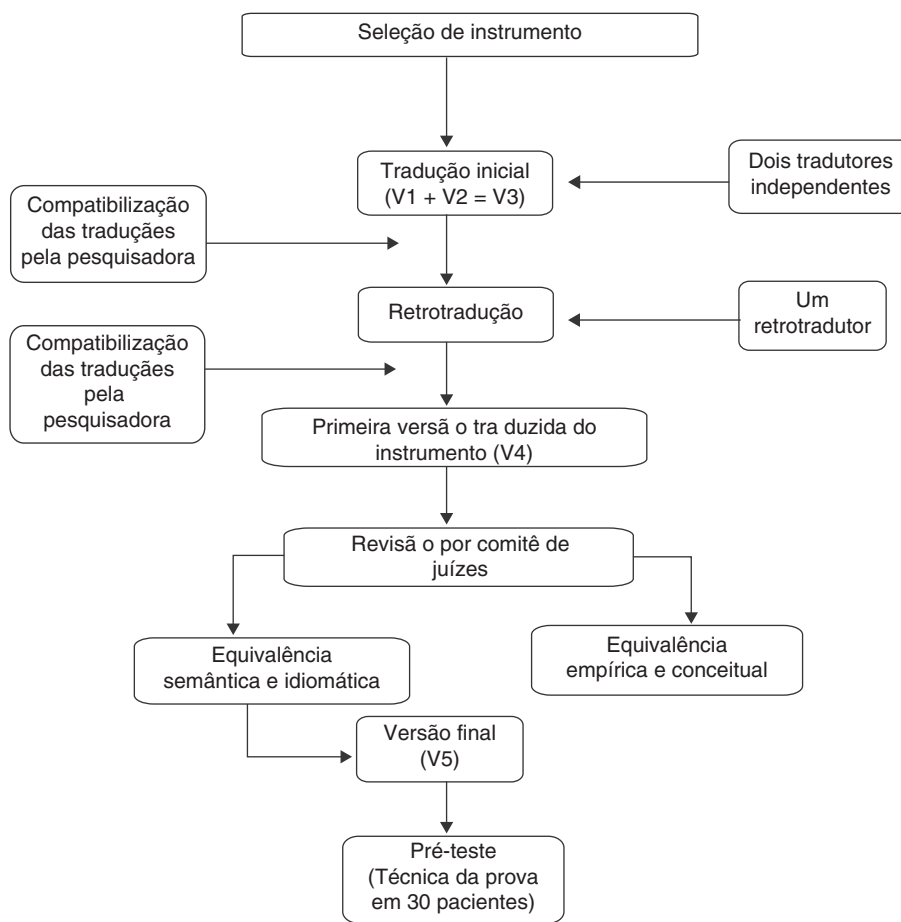 Seleção de instrumento
Tradução inicial
(V1 + V2 = V3)
Dois tradutores
independentes
Compatibilização
das traduçães
pela pesquisadora
Retrotradução
Um
retrotradutor
Compatibilização
das traduçães
pela
pesquisadora
Primeira versã o tra duzida do
instrumento (V4)
Revisã o por comitê de
juízes
Equivalência
semântica e idiomática
Equivalência
empírica e conceitual
Versão final
(V5)
Pré-teste
(Técnica da prova
em 30 pacientes)